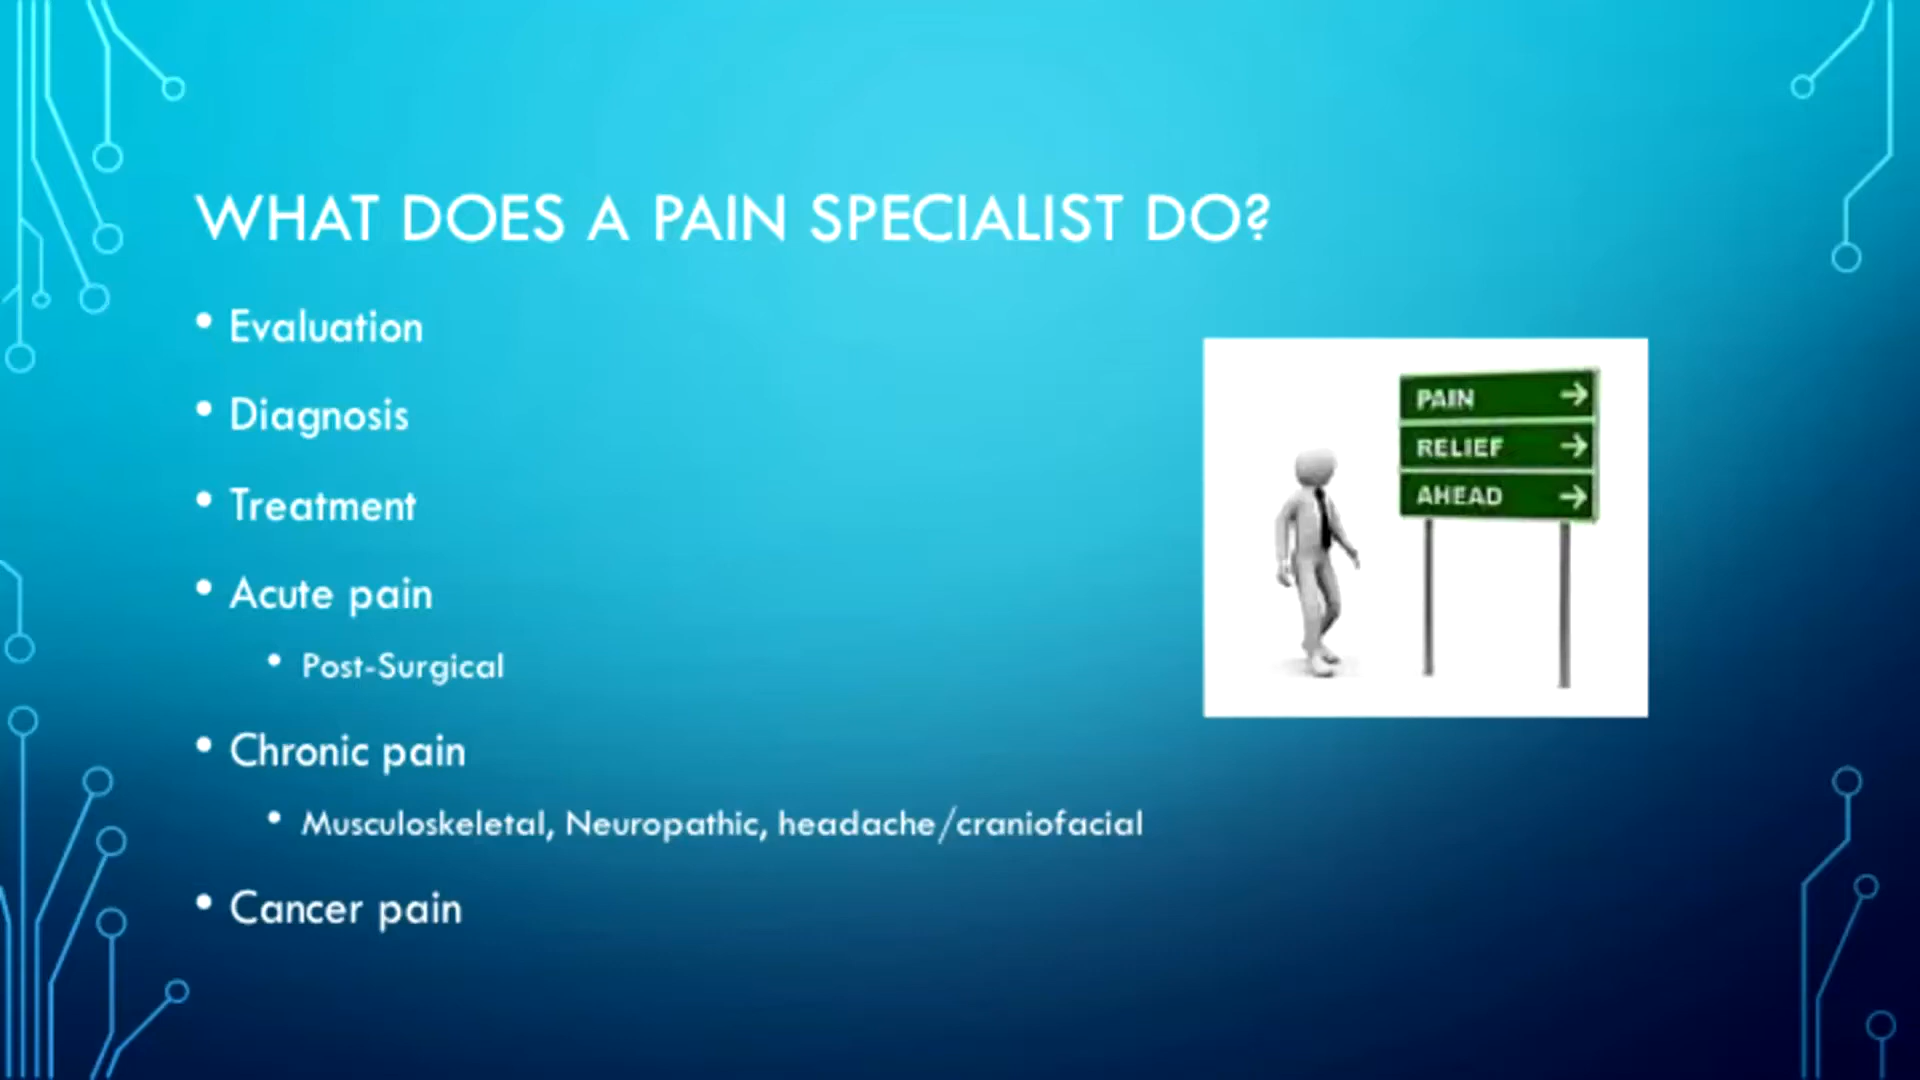 WHAT DOES A PAIN SPECIALIST DO?
• Evaluation
• Diagnosis
• Treatment
• Acute pain
• Post-Surgical
• Chronic pain
• Musculoskeletal, Neuropathic, headache/craniofacial
• Cancer pain
PAIN →
RELIEF →
AHEAD →